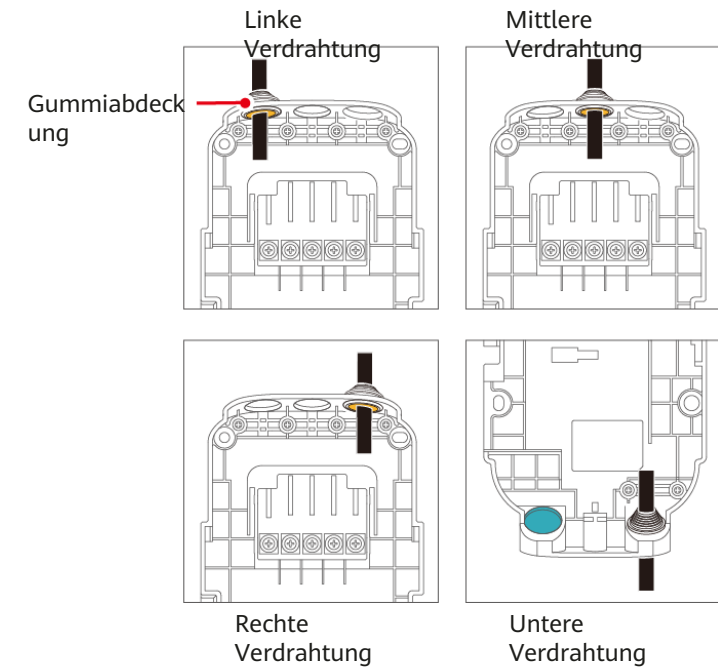 Linke
Verdrahtung
Mittlere
Verdrahtung
Gummiabdeck
ung
Rechte
Verdrahtung
Untere
Verdrahtung